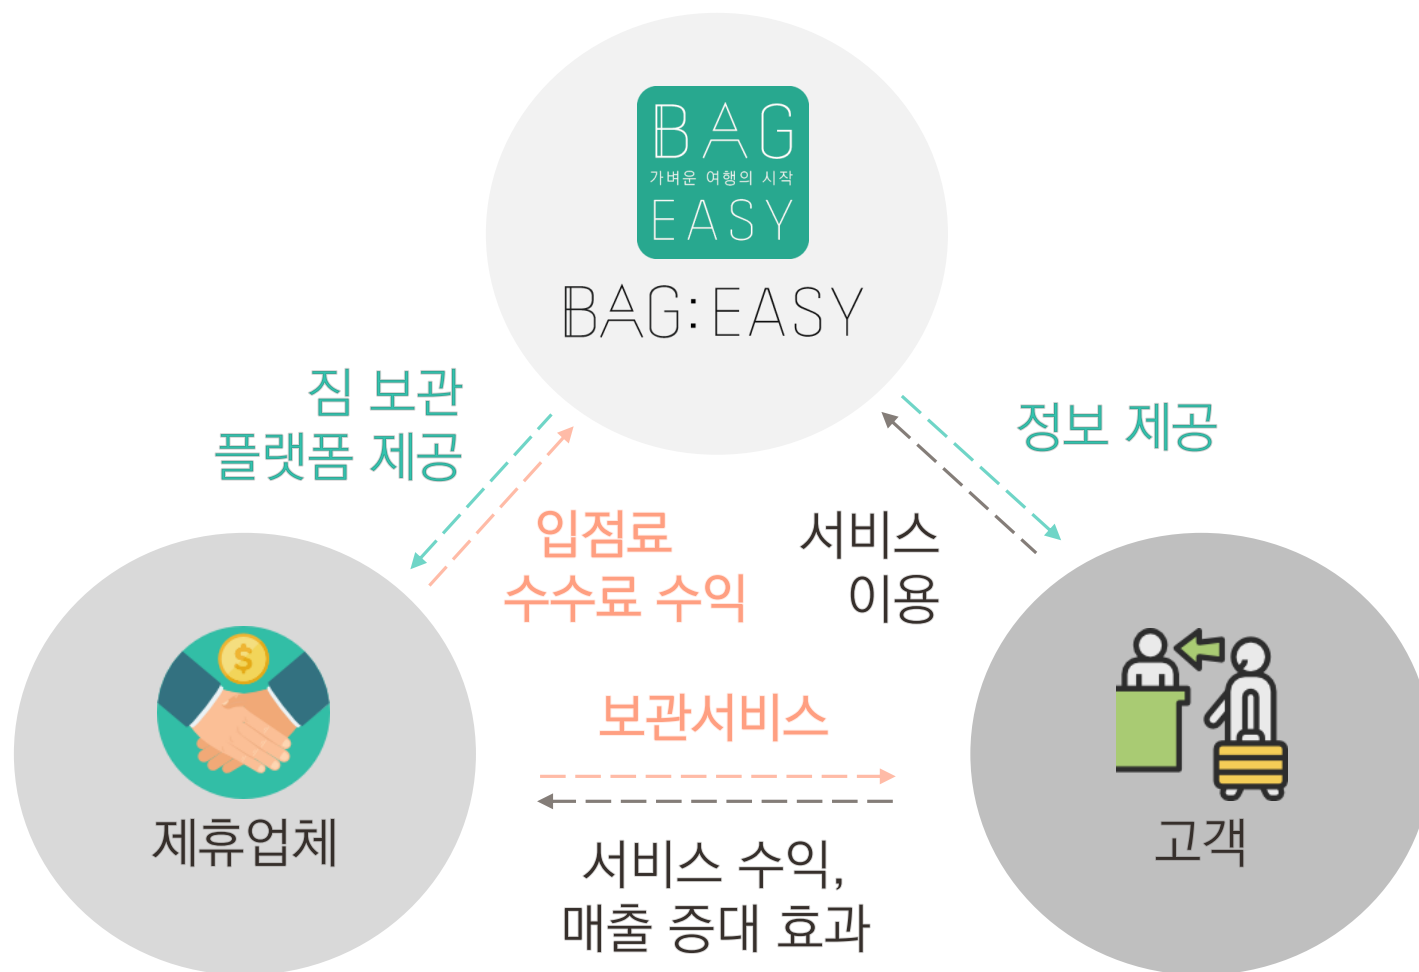 BAG
가벼운 여행의 시작
EASY
BAG:EASY
짐 보관
플랫폼 제공
정보 제공
입점료
수수료 수익
서비스
이용
보관서비스
제휴업체
고객
서비스 수익,
매출 증대 효과
$